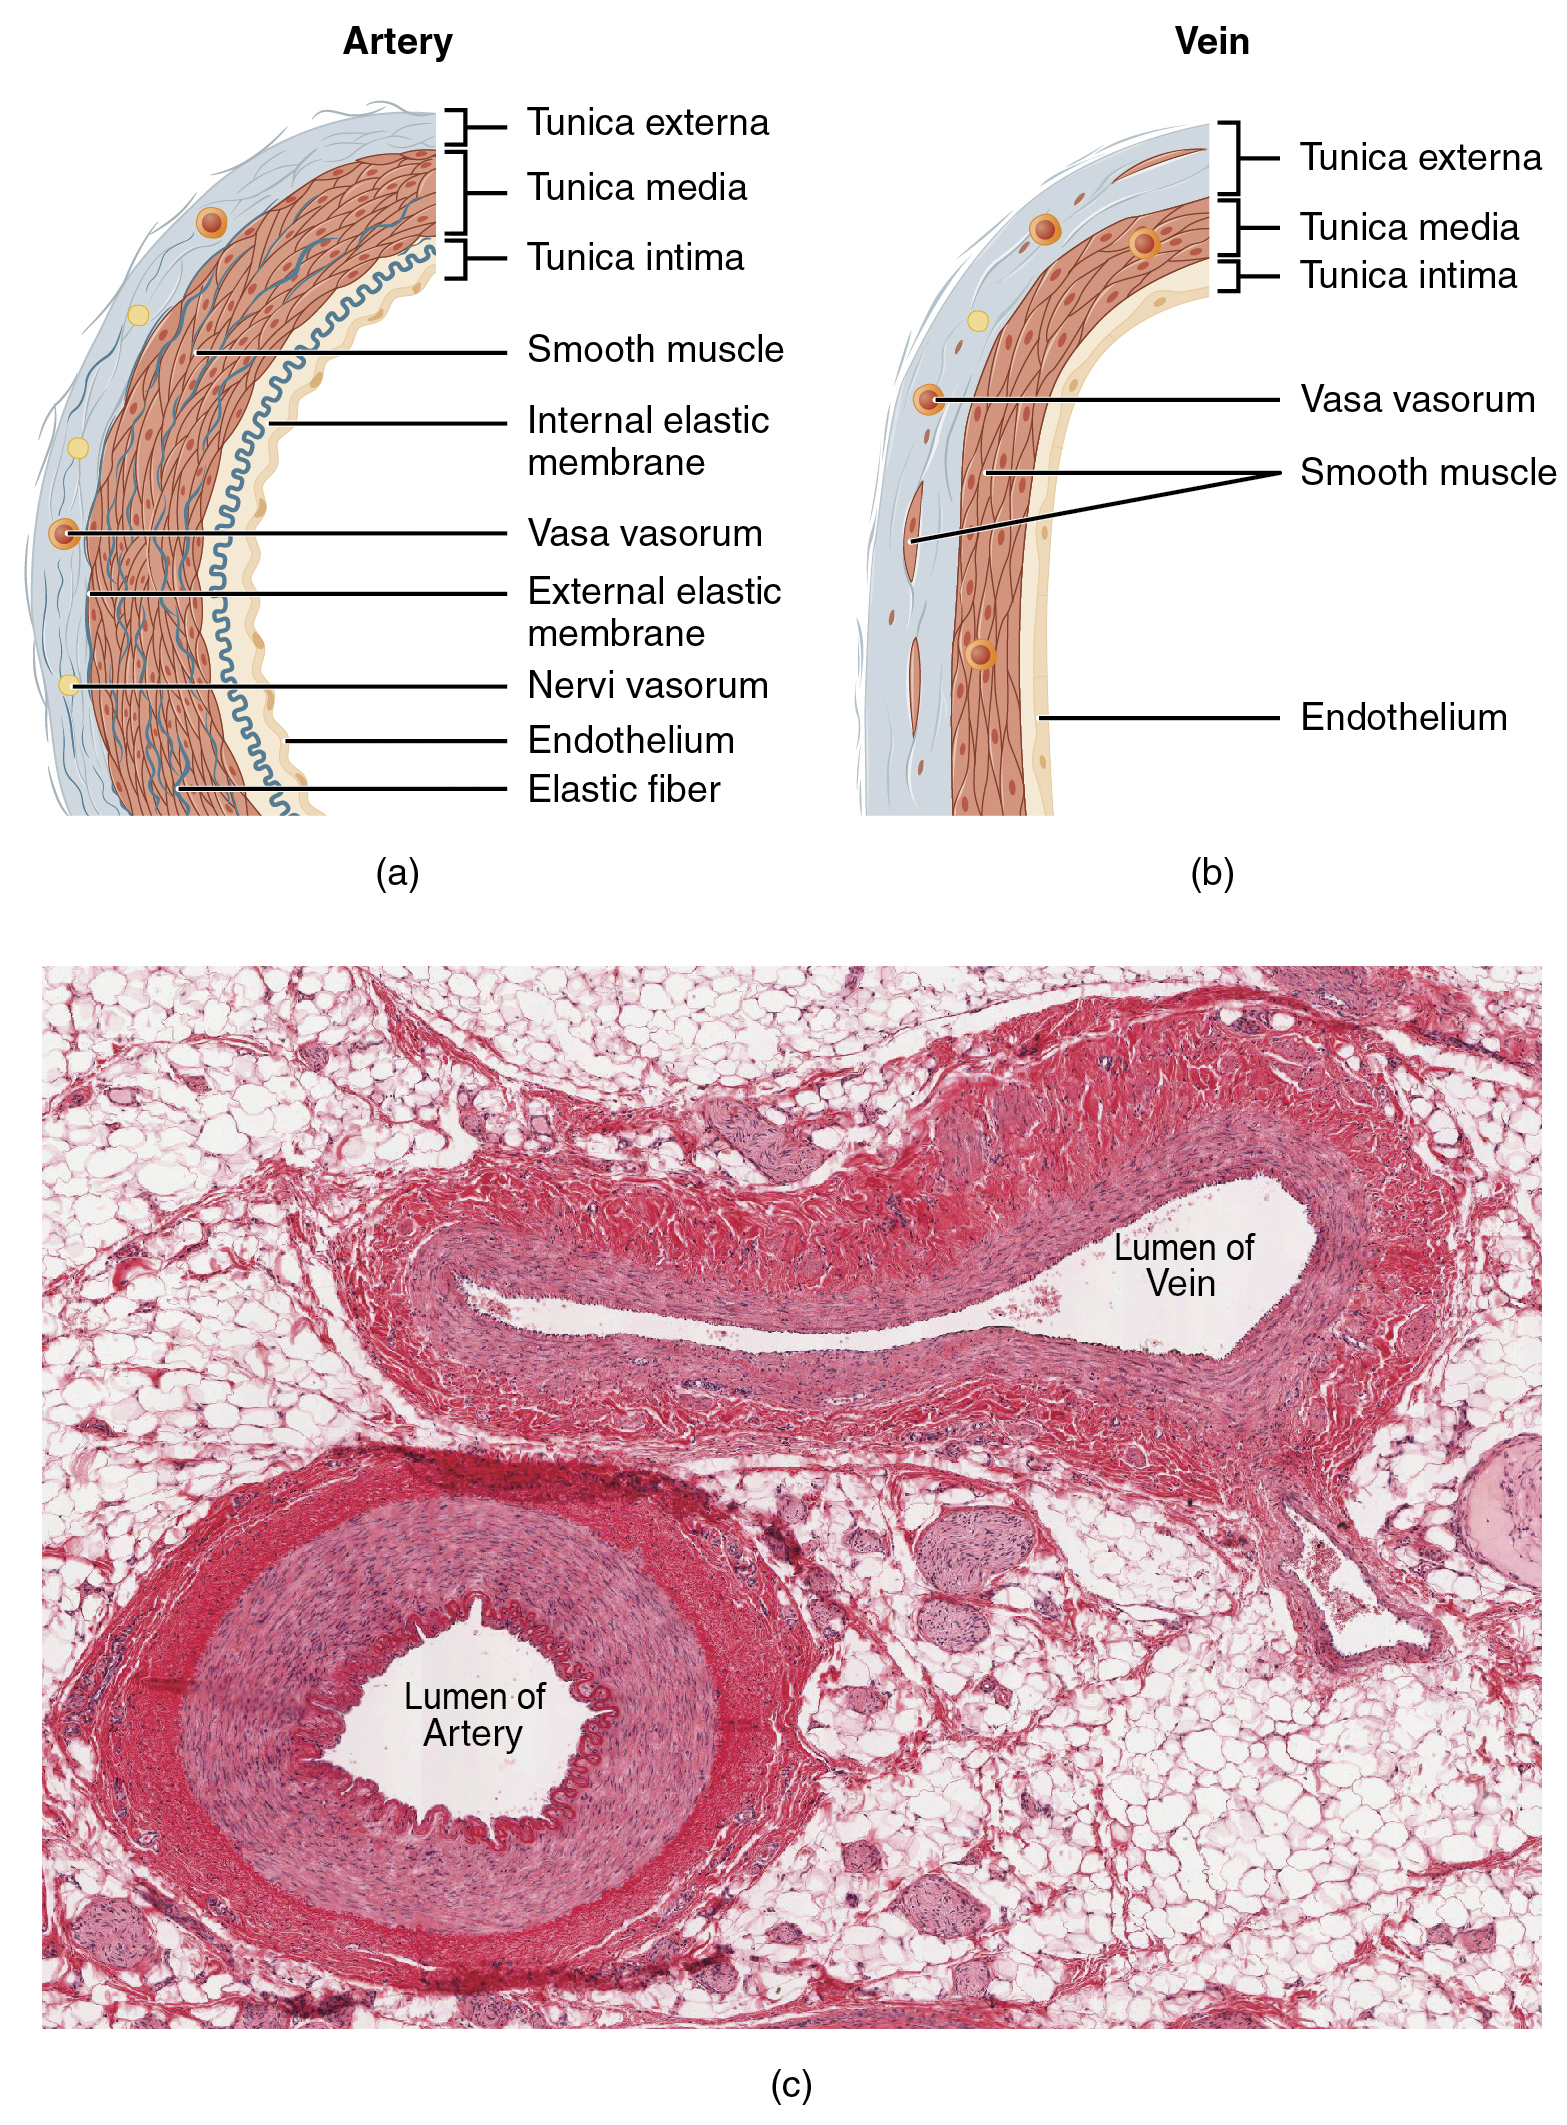 Artery
Tunica externa
Tunica media
Tunica intima
Smooth muscle
Internal elastic
membrane
Vasa vasorum
External elastic
membrane
Nervi vasorum
Endothelium
Elastic fiber
(a)
Vein
Tunica externa
Tunica media
Tunica intima
Vasa vasorum
Smooth muscle
Endothelium
(b)
Lumen of
Vein
Lumen of
Artery
(c)